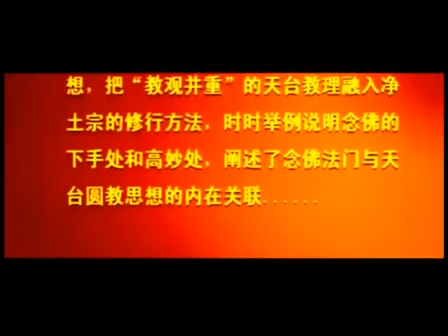 想，把“教观并重”的天台教理融入净
土宗的修行方法，时时举例说明念佛的
下手处和高妙处，阐述了念佛法门与天
台圆教思想的内在关联......